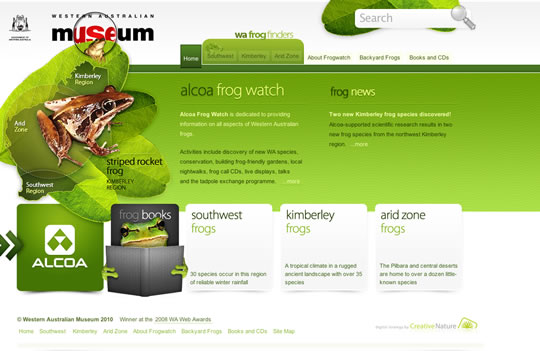 WESTERN AUSTRALIAN
museum
Search
wa frog finders
Home Southwest Kimberley Arid Zone About Frogwatch Backyard Frogs Books and CDs
Kimberley
Region
Arid
Zone
Southwest
Region
striped rocket
frog
KIMBERLEY
REGION
alcoa frog watch
Alcoa Frog Watch is dedicated to providing
information on all aspects of Western Australian
frogs.
Activities include discovery of new WA species,
conservation, building frog-friendly gardens, local
nightwalks, frog call CDs, live displays, talks
and the tadpole exchange programme. ...more
frog news
Two new Kimberley frog species discovered!
Alcoa-supported scientific research results in two
new frog species from the northwest Kimberley
region. ...more
ALCOA
frog books
southwest
frogs
30 species occur in this region
of reliable winter rainfall
kimberley
frogs
A tropical climate in a rugged
ancient landscape with over 35
species
arid zone
frogs
The Pilbara and central deserts
are home to over a dozen little-
known species
© Western Australian Museum 2010 Winner at the 2008 WA Web Awards
Home Southwest Kimberley Arid Zone About Frogwatch Backyard Frogs Books and CDs Site Map
digital ecology by CreativeNature